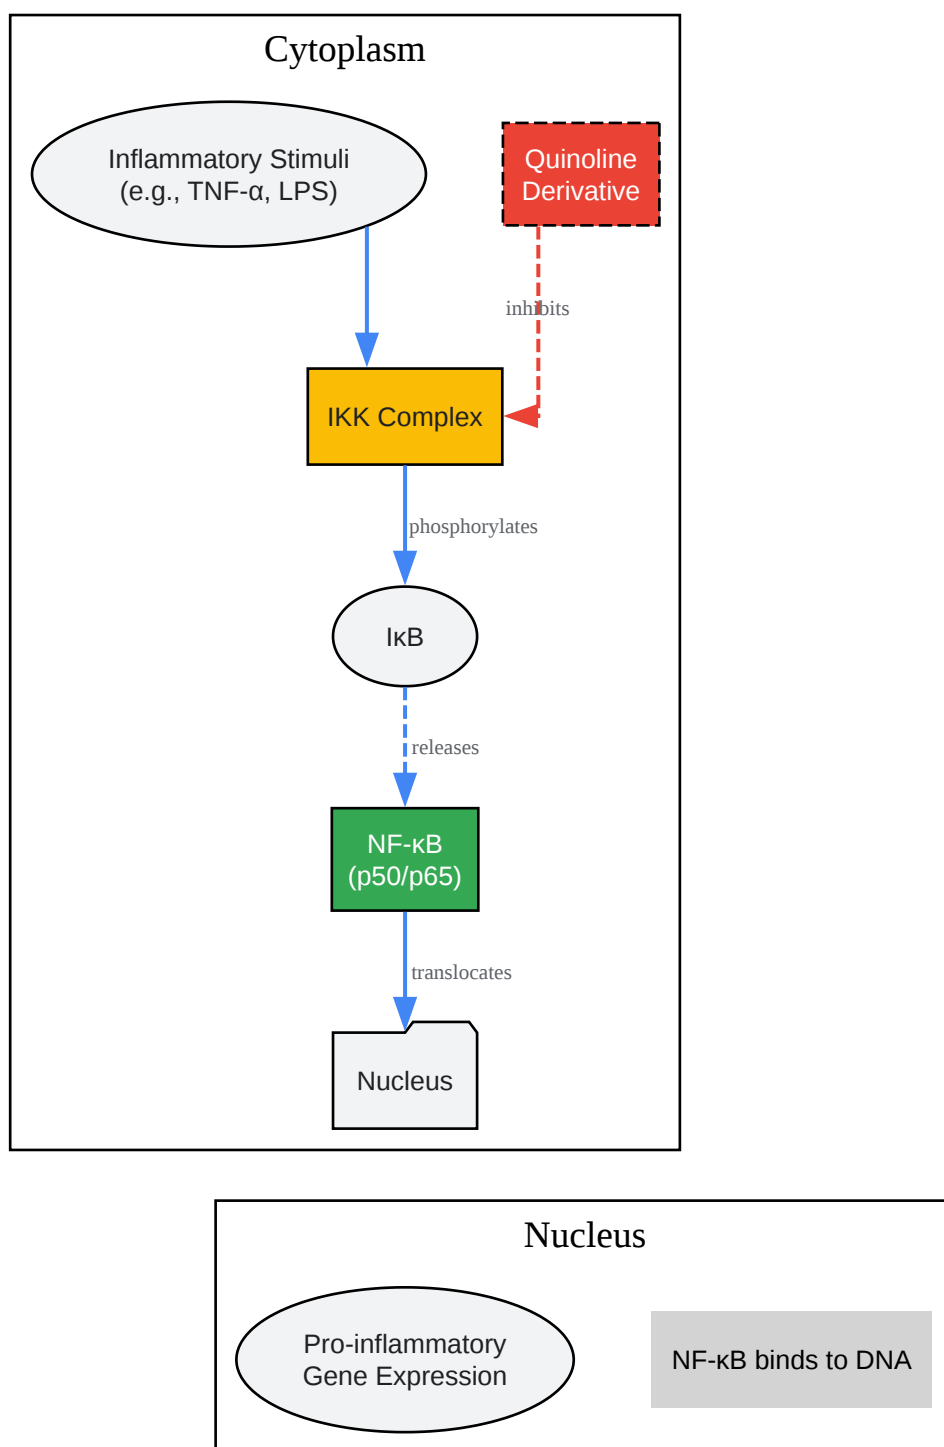 Cytoplasm
Inflammatory Stimuli
(e.g., TNF-α, LPS)
Quinoline
Derivative
inhibits
IKK Complex
phosphorylates
IκB
releases
NF-κB
(p50/p65)
translocates
Nucleus
Nucleus
Pro-inflammatory
Gene Expression
NF-κB binds to DNA